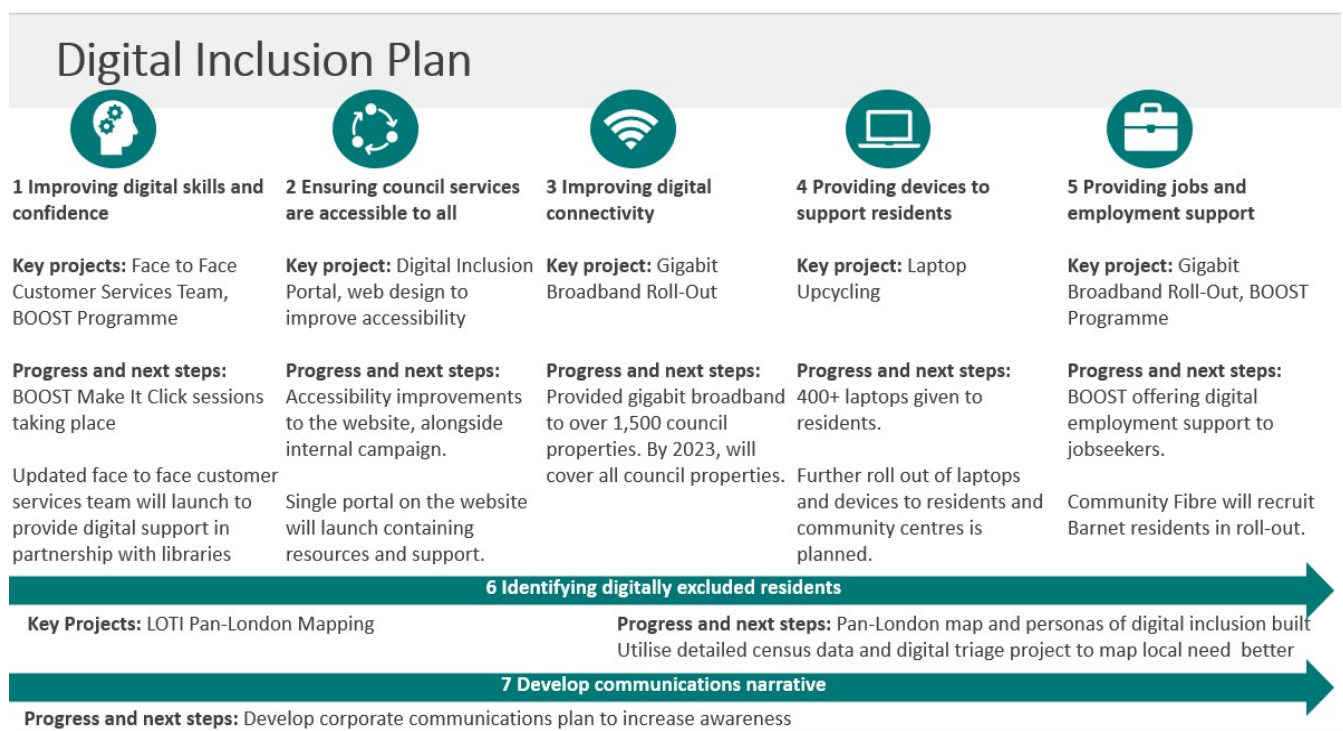 Digital Inclusion Plan
1 Improving digital skills and
confidence
Key projects: Face to Face
Customer Services Team,
BOOST Programme
Progress and next steps:
BOOST Make It Click sessions
taking place
Updated face to face customer
services team will launch to
provide digital support in
partnership with libraries
2 Ensuring council services
are accessible to all
Key project: Digital Inclusion
Portal, web design to
improve accessibility
Progress and next steps:
Accessibility improvements
to the website, alongside
internal campaign.
Single portal on the website
will launch containing
resources and support.
3 Improving digital
connectivity
Key project: Gigabit
Broadband Roll-Out
Progress and next steps:
Provided gigabit broadband
to over 1,500 council
properties. By 2023, will
cover all council properties.
4 Providing devices to
support residents
Key project: Laptop
Upcycling
Progress and next steps:
400+ laptops given to
residents.
Further roll out of laptops
and devices to residents and
community centres is
planned.
5 Providing jobs and
employment support
Key project: Gigabit
Broadband Roll-Out, BOOST
Programme
Progress and next steps:
BOOST offering digital
employment support to
jobseekers.
Community Fibre will recruit
Barnet residents in roll-out.
6 Identifying digitally excluded residents
Key Projects: LOTI Pan-London Mapping
Progress and next steps: Pan-London map and personas of digital inclusion built
Utilise detailed census data and digital triage project to map local need better
7 Develop communications narrative
Progress and next steps: Develop corporate communications plan to increase awareness